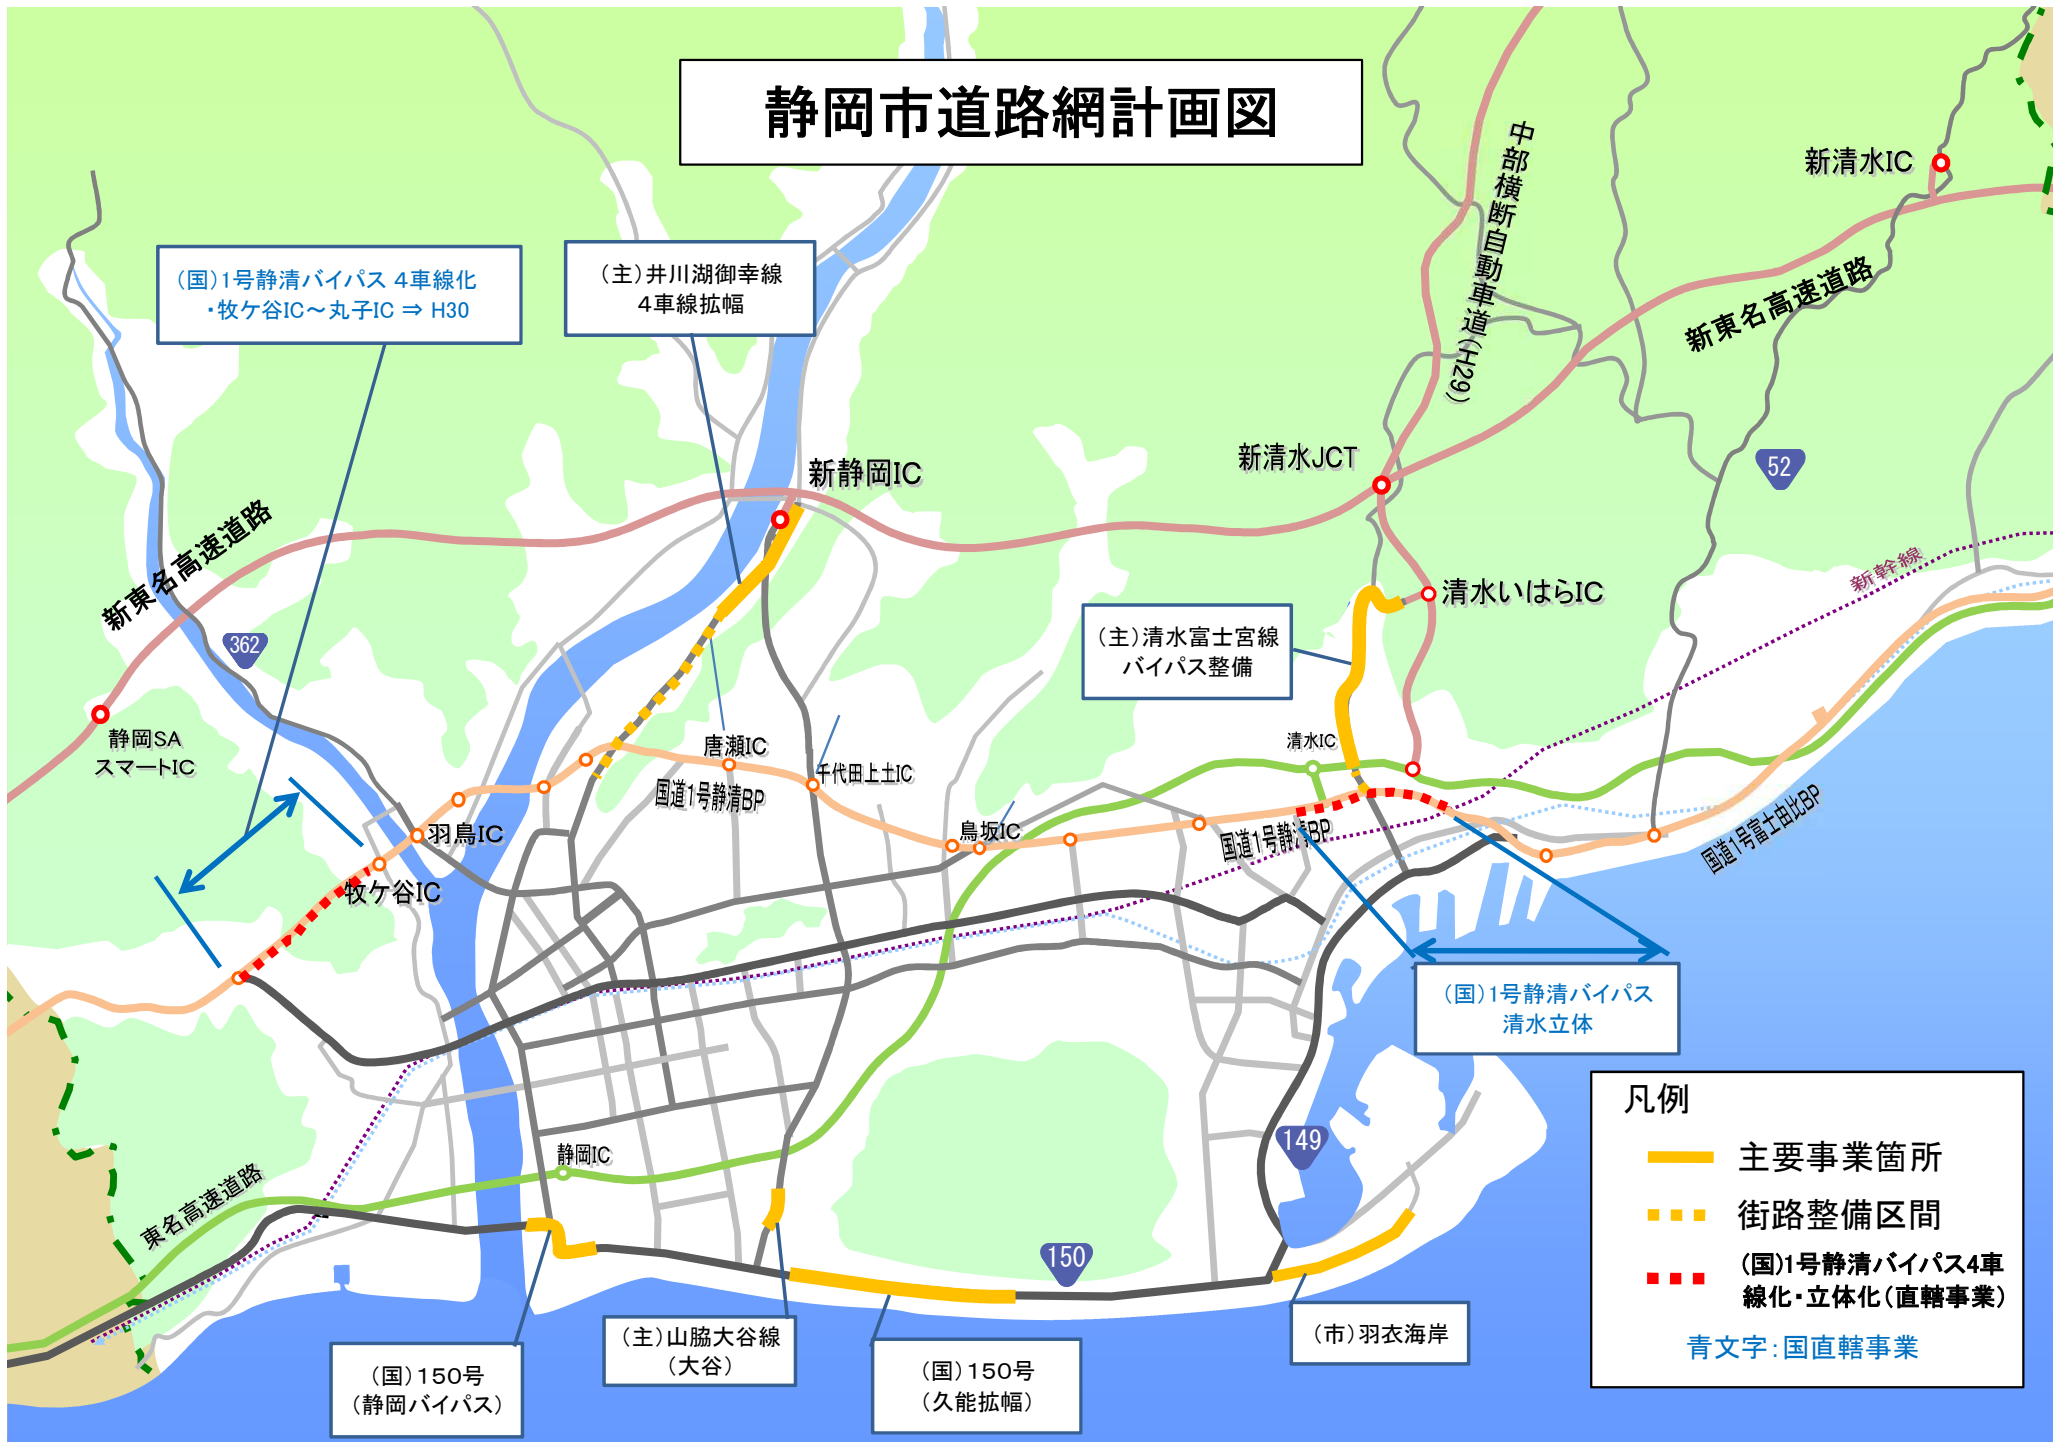 静岡市道路網計画図
中部横断自動車道(H29)
新清水IC
(国)1号静清バイパス 4車線化
・牧ケ谷IC～丸子IC ⇒ H30
(主)井川湖御幸線
4車線拡幅
新東名高速道路
新清水JCT
52
新静岡IC
新東名高速道路
新幹線
清水いはらIC
(主)清水富士宮線
バイパス整備
362
静岡SA
スマートIC
唐瀬IC
清水IC
千代田上土IC
国道1号静清BP
羽鳥IC
鳥坂IC
国道1号静清BP
国道1号富士由比BP
牧ケ谷IC
(国)1号静清バイパス
清水立体
149
静岡IC
東名高速道路
150
(国)150号
(静岡バイパス)
(主)山脇大谷線
(大谷)
(国)150号
(久能拡幅)
(市)羽衣海岸
凡例
主要事業箇所
街路整備区間
(国)1号静清バイパス4車
線化・立体化(直轄事業)
青文字:国直轄事業